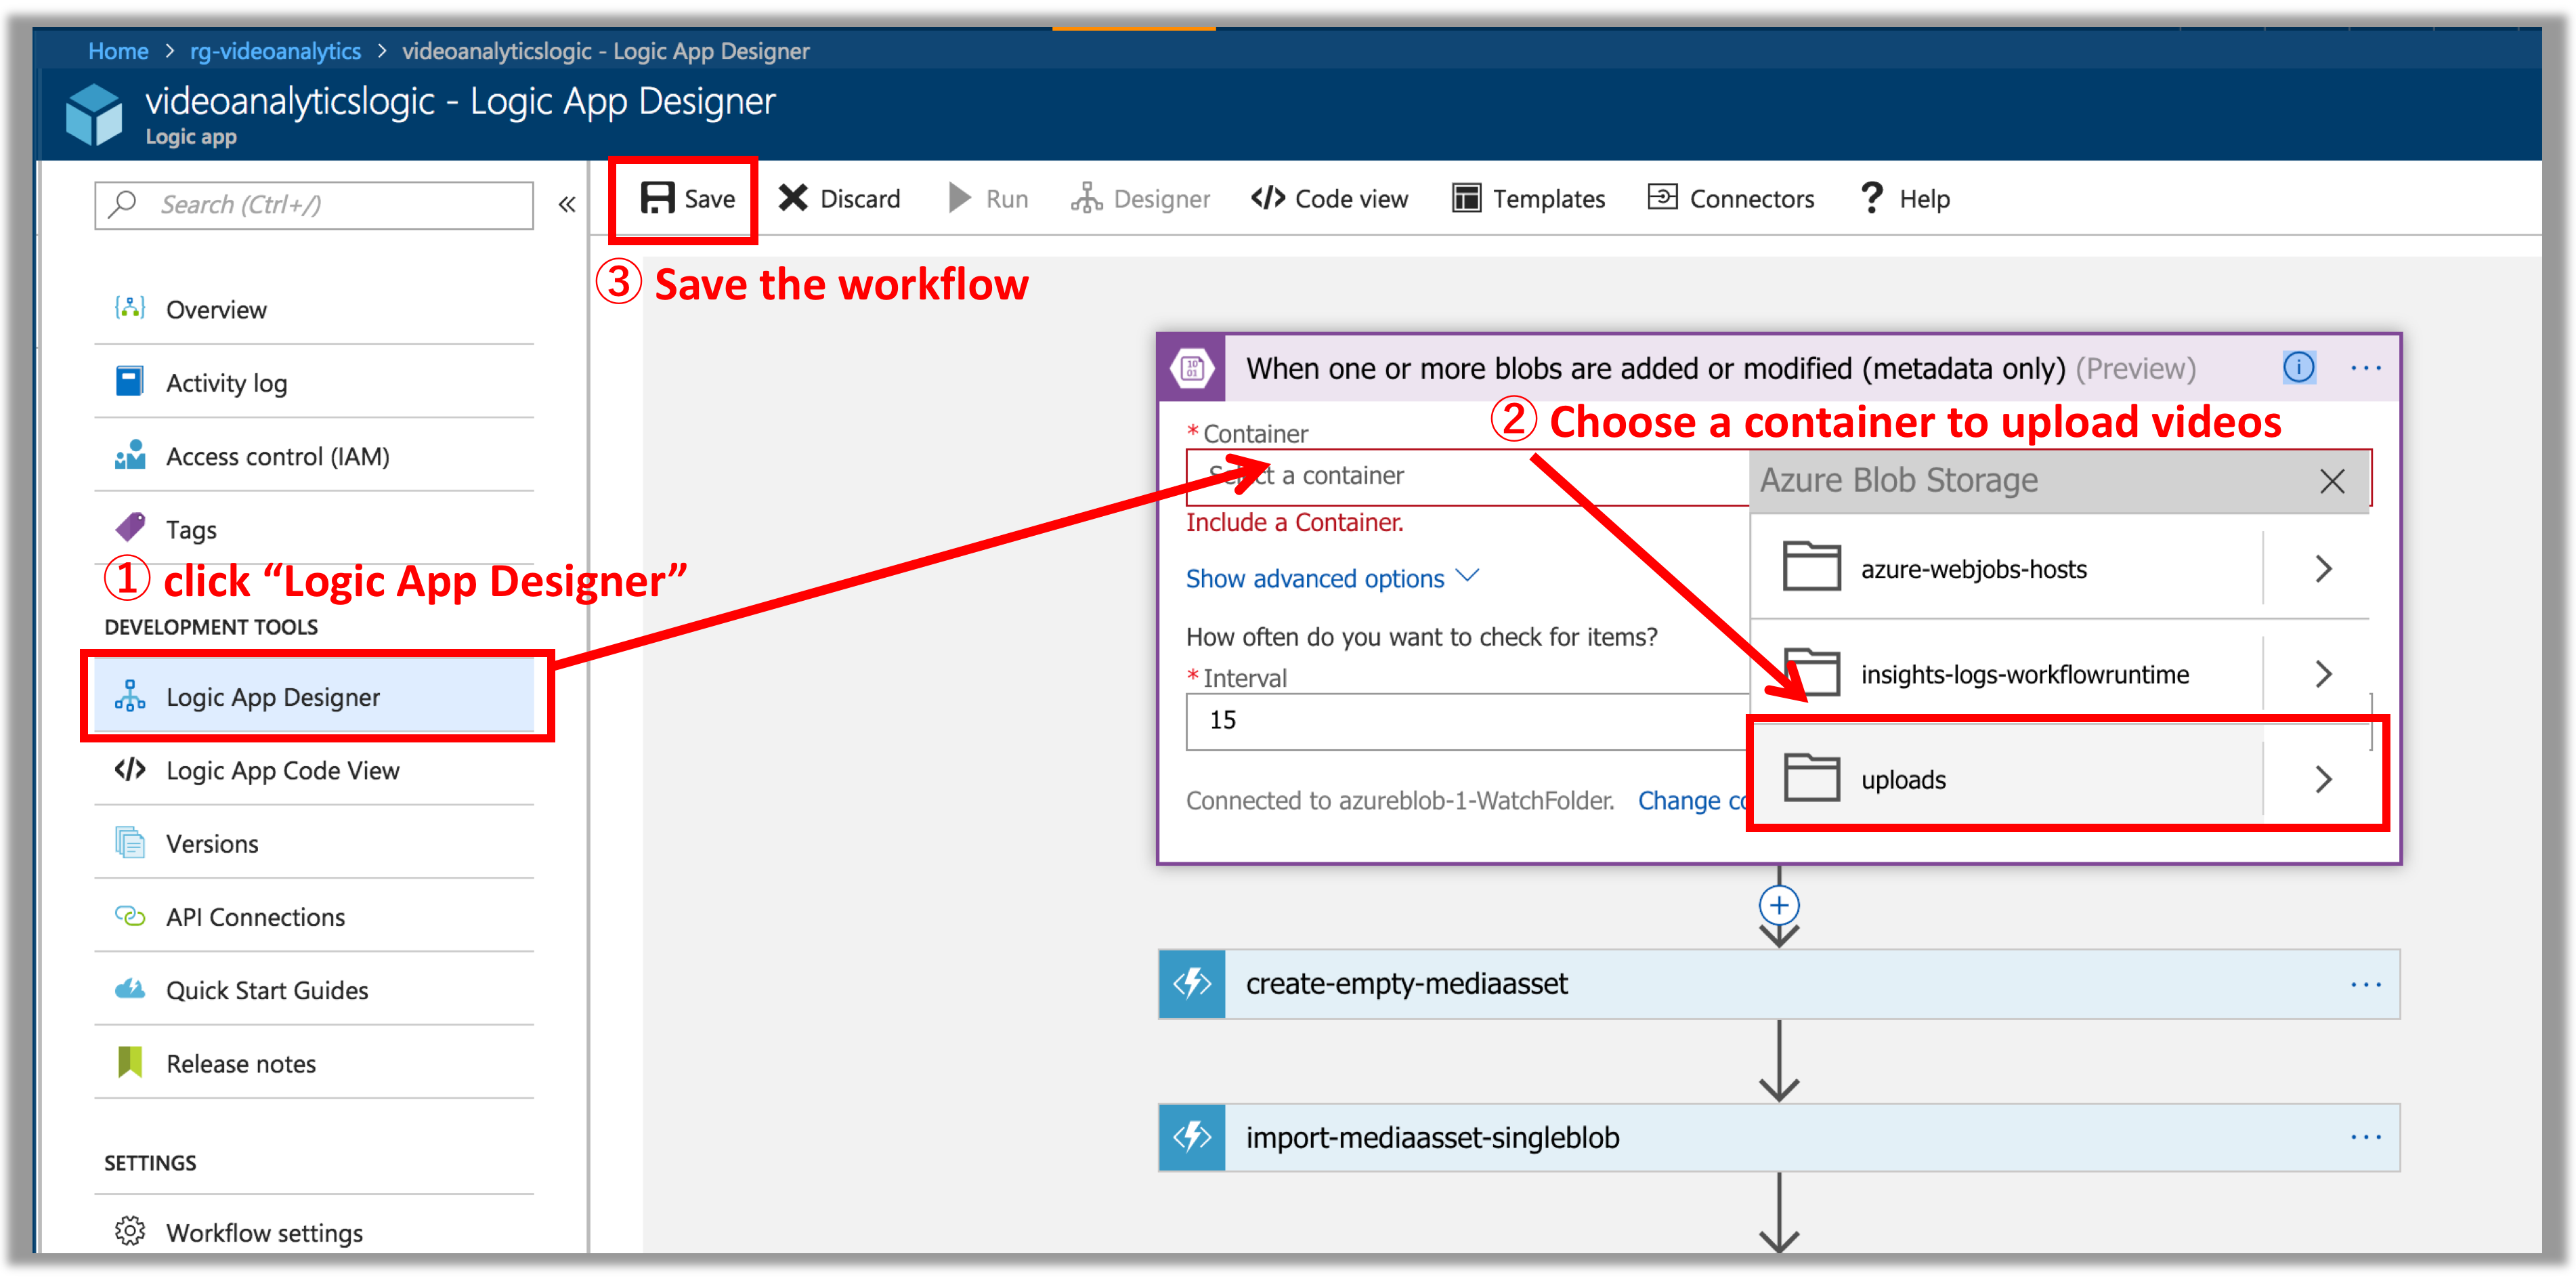 Home > rg-videoanalytics > videoanalyticslogic - Logic App Designer
videoanalyticslogic - Logic App Designer
Logic app
Search (Ctrl+/)
«
Save
Discard
Run
Designer
Code view
Templates
Connectors
? Help
③ Save the workflow
Overview
Activity log
Access control (IAM)
Tags
① click “Logic App Designer”
DEVELOPMENT TOOLS
Logic App Designer
Logic App Code View
Versions
API Connections
Quick Start Guides
Release notes
SETTINGS
Workflow settings
When one or more blobs are added or modified (metadata only) (Preview)
② Choose a container to upload videos
* Container
Select a container
Include a Container.
Show advanced options
How often do you want to check for items?
* Interval
15
Connected to azureblob-1-WatchFolder. Change
Azure Blob Storage
azure-webjobs-hosts
insights-logs-workflowruntime
uploads
create-empty-mediaasset
import-mediaasset-singleblob